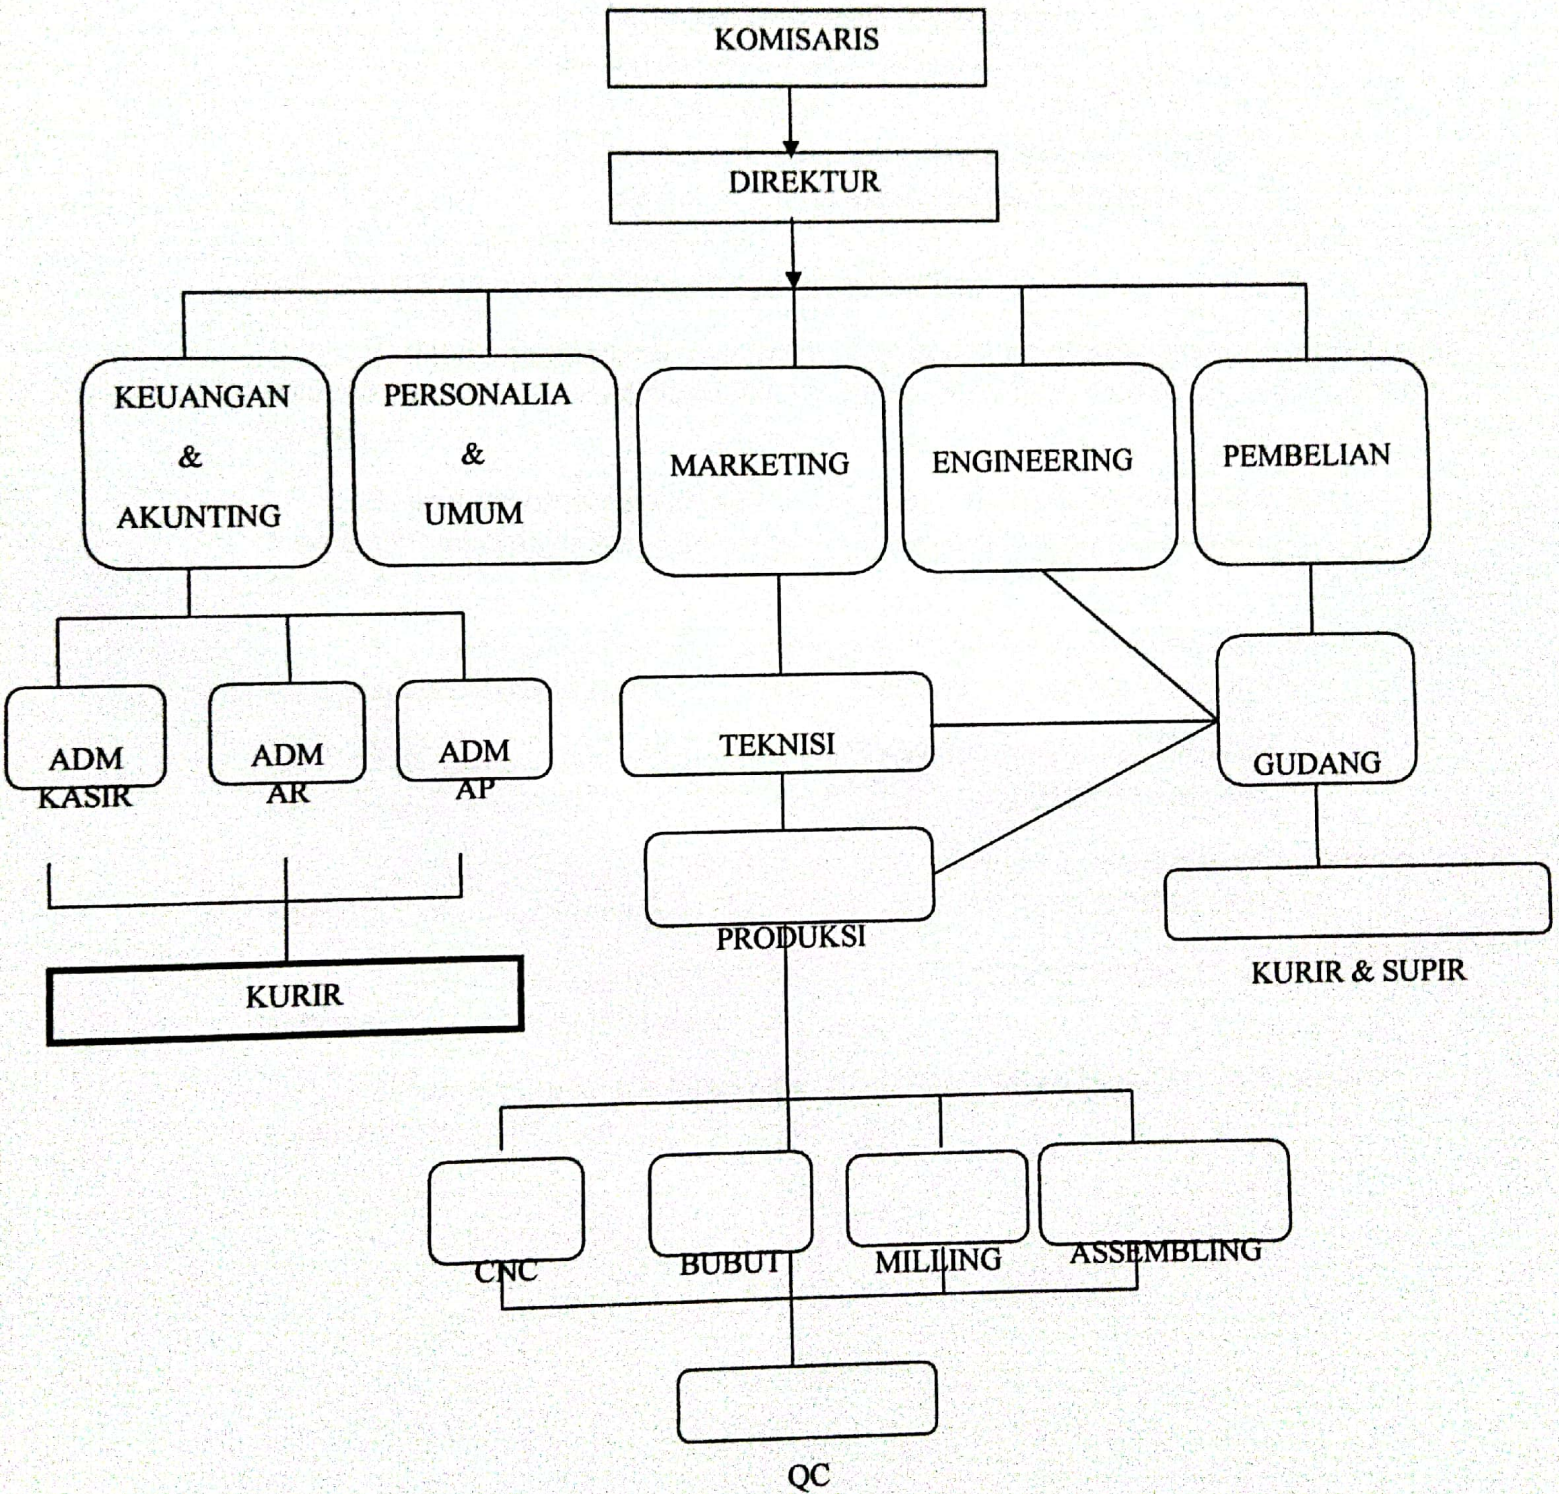 KOMISARIS
DIREKTUR
KEUANGAN
&
AKUNTING
PERSONALIA
&
UMUM
MARKETING
ENGINEERING
PEMBELIAN
ADM
KASIR
ADM
AR
ADM
AP
TEKNISI
GUDANG
PRODUKSI
KURIR & SUPIR
KURIR
CNC
BUBUT
MILLING
ASSEMBLING
QC